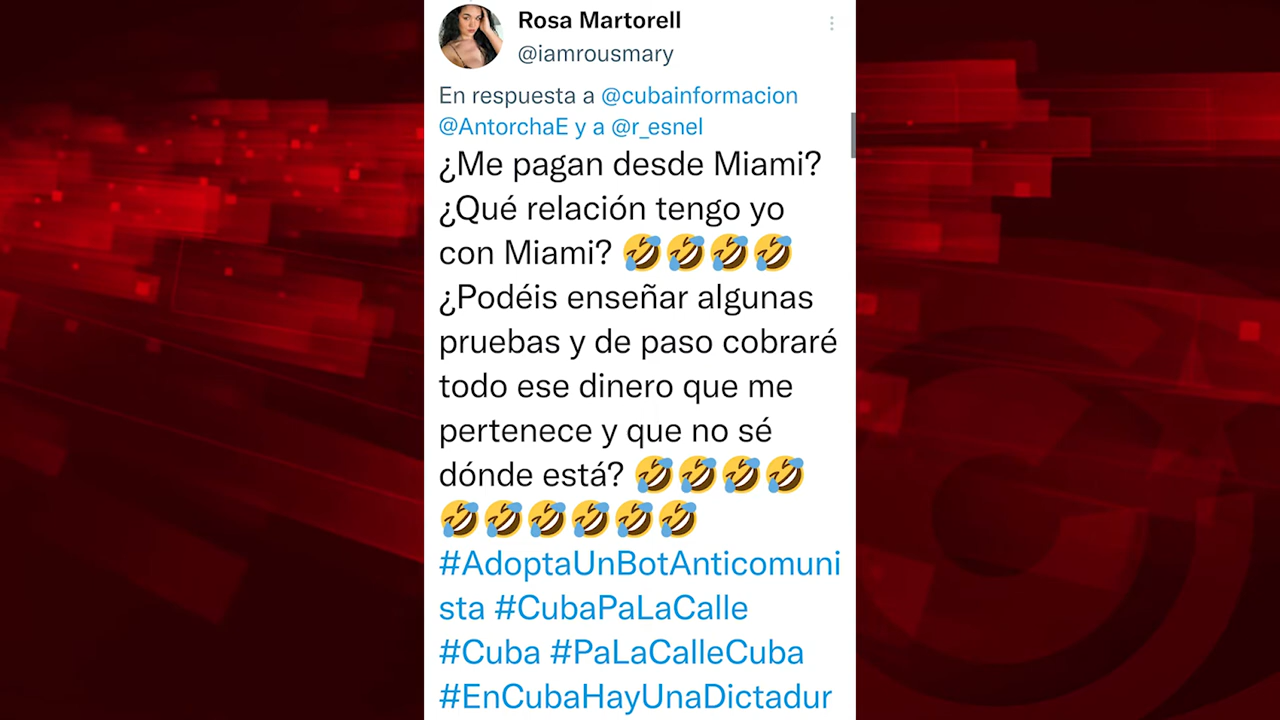 Rosa Martorell
@iamrousmary
En respuesta a @cubainformacion
@AntorchaE y a @r_esnel
¿Me pagan desde Miami?
¿Qué relación tengo yo
con Miami? 🤣🤣🤣🤣
¿Podéis enseñar algunas
pruebas y de paso cobraré
todo ese dinero que me
pertenece y que no sé
dónde está? 🤣🤣🤣🤣
🤣🤣🤣🤣🤣🤣
#AdoptaUnBotAnticomuni
sta #CubaPaLaCalle
#Cuba #PaLaCalleCuba
#EnCubaHayUnaDictadur